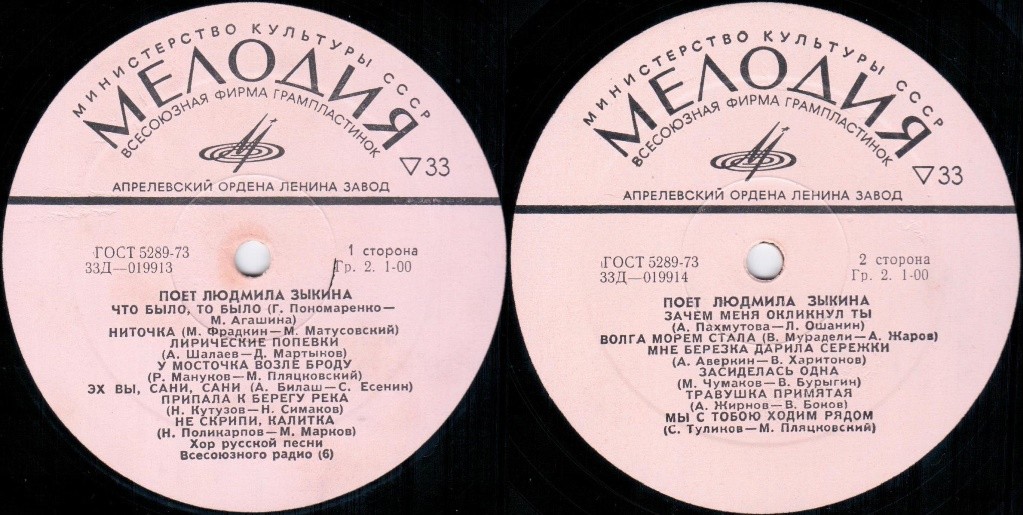 МИНИСТЕРСТВО КУЛЬТУРЫ СССР
МЕЛОДИЯ
ВСЕСОЮЗНАЯ ФИРМА ГРАМПЛАСТИНОК
▽33
АПРЕЛЕВСКИЙ ОРДЕНА ЛЕНИНА ЗАВОД
ГОСТ 5289-73
33Д—019913
1 сторона
Гр. 2. 1-00
ПОЕТ ЛЮДМИЛА ЗЫКИНА
ЧТО БЫЛО, ТО БЫЛО (Г. Пономаренко—
М. Агашина)
НИТОЧКА (М. Фрадкин—М. Матусовский)
ЛИРИЧЕСКИЕ ПОПЕВКИ
(А. Шалаев—Д. Мартынов)
У МОСТОЧКА ВОЗЛЕ БРОДУ
(Р. Мануков—М. Пляцковский)
ЭХ ВЫ, САНИ, САНИ (А. Билаш—С. Есенин)
ПРИПАЛА К БЕРЕГУ РЕКА
(Н. Кутузов—Н. Симаков)
НЕ СКРИПИ, КАЛИТКА
(Н. Поликарпов—М. Марков)
Хор русской песни
Всесоюзного радио (6)
МИНИСТЕРСТВО КУЛЬТУРЫ СССР
МЕЛОДИЯ
ВСЕСОЮЗНАЯ ФИРМА ГРАМПЛАСТИНОК
▽33
АПРЕЛЕВСКИЙ ОРДЕНА ЛЕНИНА ЗАВОД
ГОСТ 5289-73
33Д—019914
2 сторона
Гр. 2. 1-00
ПОЕТ ЛЮДМИЛА ЗЫКИНА
ЗАЧЕМ МЕНЯ ОКЛИКНУЛ ТЫ
(А. Пахмутова—Л. Ошанин)
ВОЛГА МОРЕМ СТАЛА (В. Мурадели—А. Жаров)
МНЕ БЕРЕЗКА ДАРИЛА СЕРЕЖКИ
(А. Аверкин—В. Харитонов)
ЗАСИДЕЛАСЬ ОДНА
(М. Чумаков—В. Бурыгин)
ТРАВУШКА ПРИМЯТАЯ
(А. Жирнов—В. Боков)
МЫ С ТОБОЮ ХОДИМ РЯДОМ
(С. Туликов—М. Пляцковский)